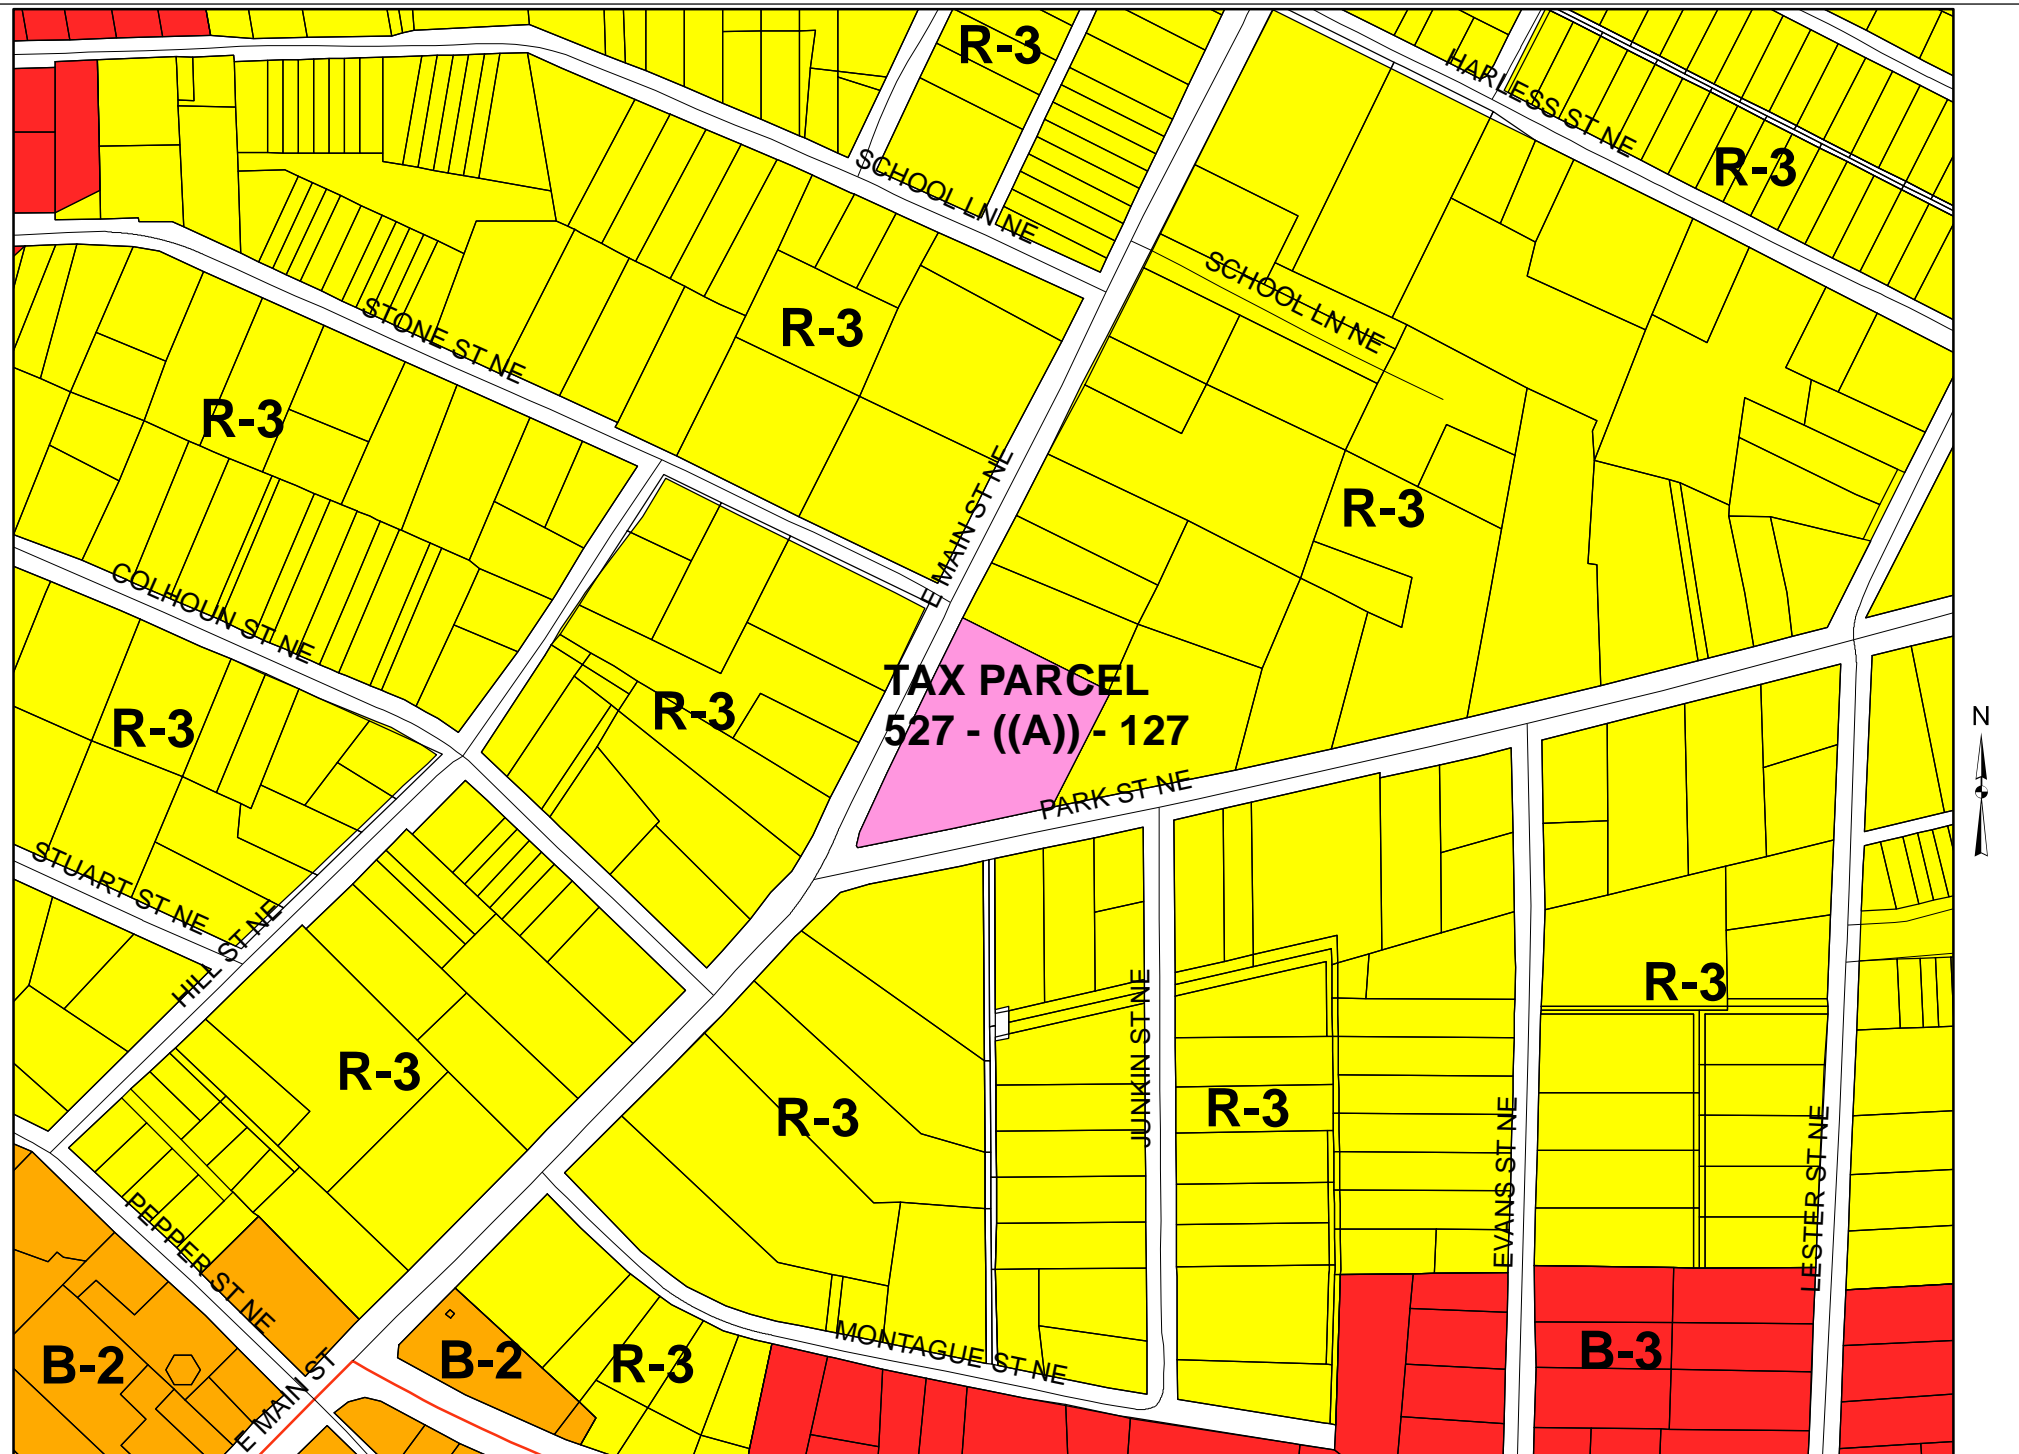 R-3
HARLESS ST NE
R-3
SCHOOL LN NE
SCHOOL LN NE
STONE ST NE
R-3
R-3
E MAIN ST NE
R-3
COLHOUN ST NE
TAX PARCEL
527 - ((A)) - 127
R-3
R-3
N
PARK ST NE
STUART ST NE
HILL ST NE
R-3
JUNKIN ST NE
R-3
R-3
R-3
EVANS ST NE
LESTER ST NE
PEPPER ST NE
MONTAGUE ST NE
B-2
B-2
R-3
B-3
E MAIN ST